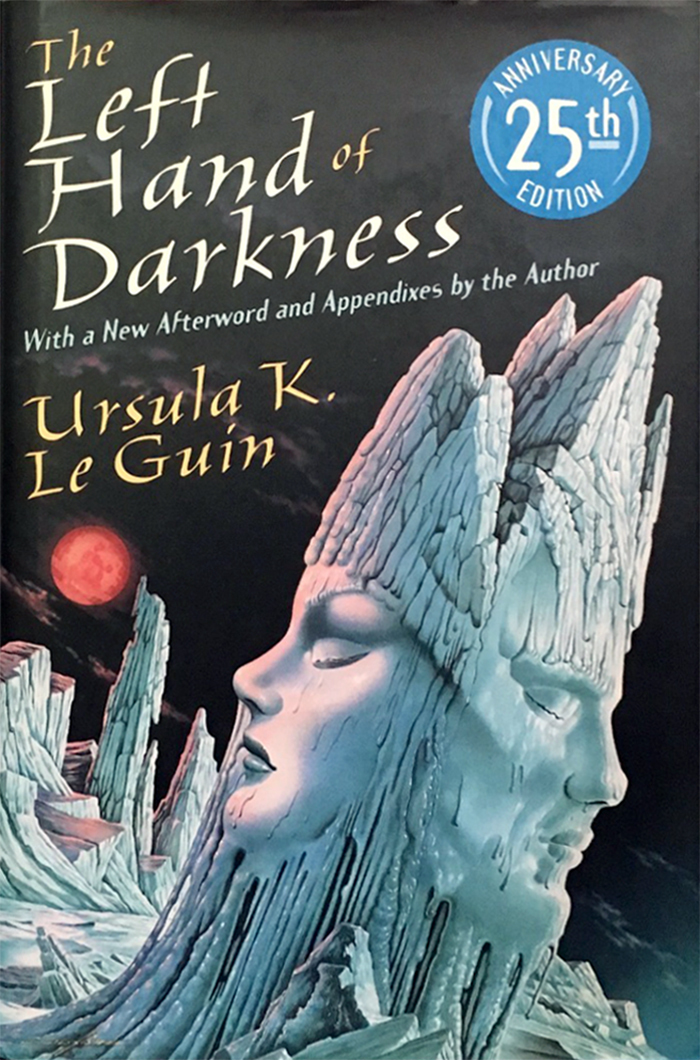 The
Left
Hand of
Darkness
With a New Afterword and Appendixes by the Author
Ursula K.
Le Guin
ANNIVERSARY
25th
EDITION